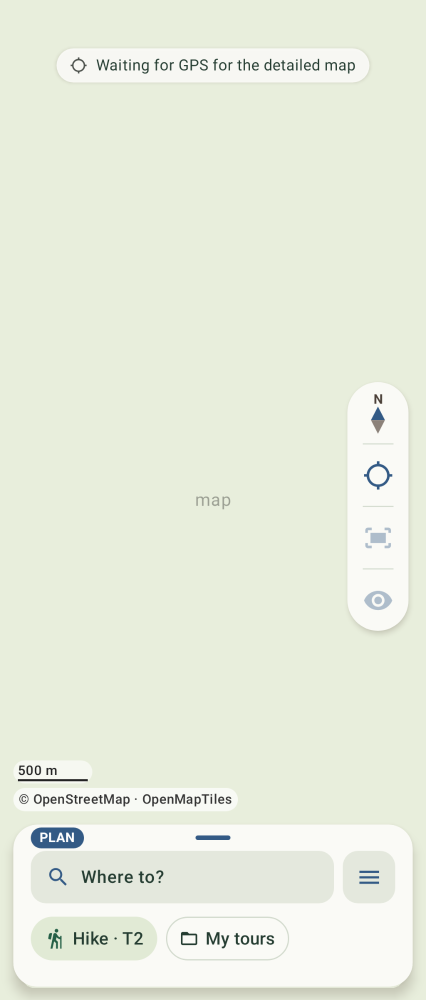 Waiting for GPS for the detailed map
N
map
500 m
© OpenStreetMap · OpenMapTiles
PLAN
Where to?
Hike · T2
My tours